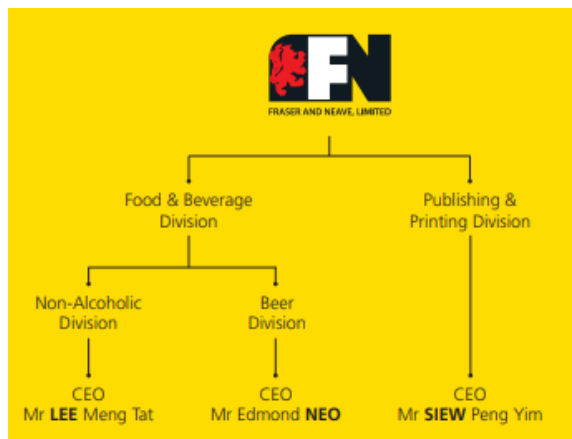 FN
FRASER AND NEAVE, LIMITED
Food & Beverage
Division
Publishing &
Printing Division
Non-Alcoholic
Division
Beer
Division
CEO
Mr LEE Meng Tat
CEO
Mr Edmond NEO
CEO
Mr SIEW Peng Yim